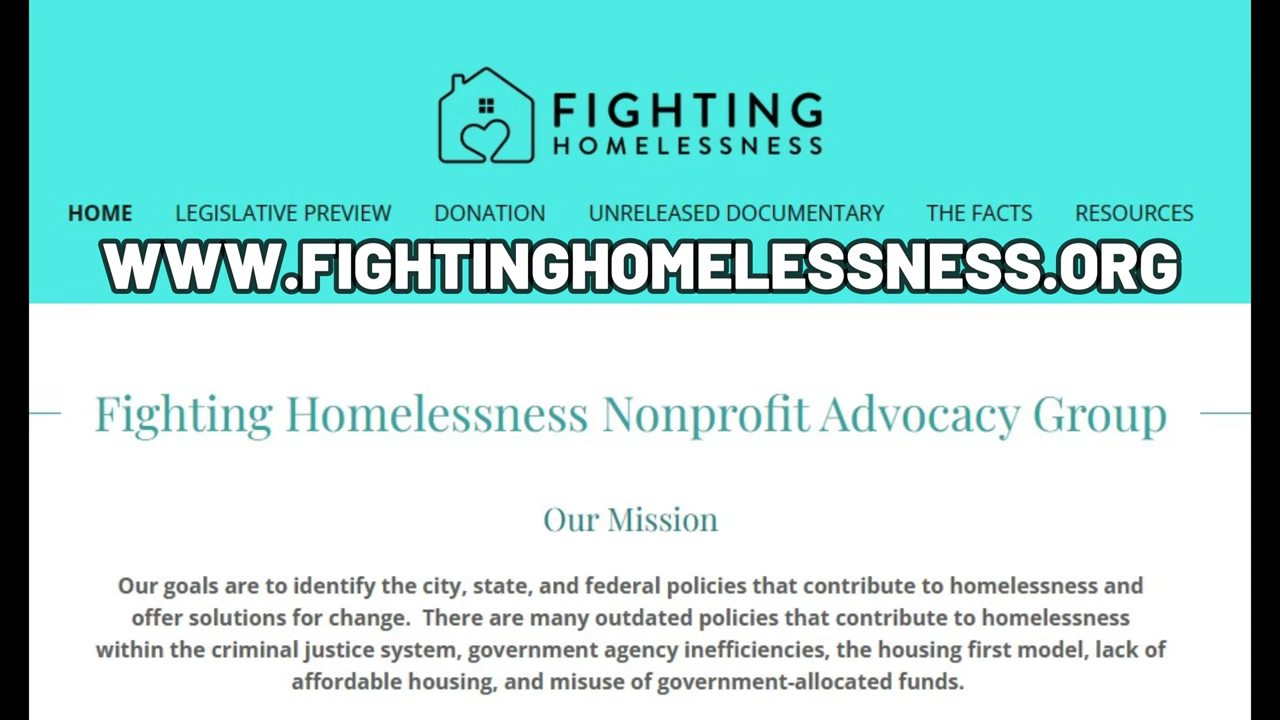 FIGHTING
HOMELESSNESS
HOME LEGISLATIVE PREVIEW DONATION UNRELEASED DOCUMENTARY THE FACTS RESOURCES
WWW.FIGHTINGHOMELESSNESS.ORG
Fighting Homelessness Nonprofit Advocacy Group
Our Mission
Our goals are to identify the city, state, and federal policies that contribute to homelessness and
offer solutions for change.  There are many outdated policies that contribute to homelessness
within the criminal justice system, government agency inefficiencies, the housing first model, lack of
affordable housing, and misuse of government-allocated funds.